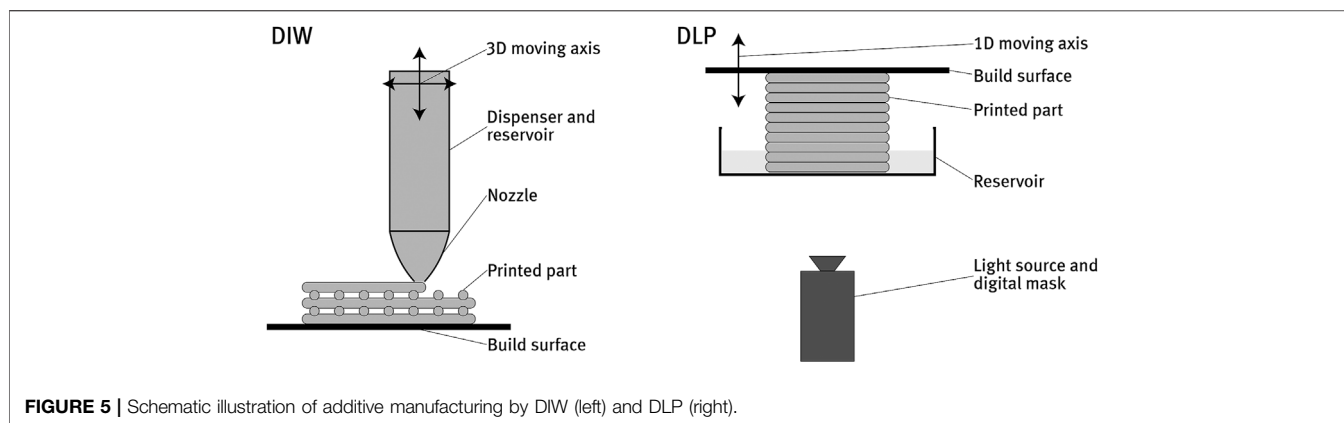 DIW
3D moving axis
Dispenser and
reservoir
Nozzle
Printed part
Build surface
DLP
1D moving axis
Build surface
Printed part
Reservoir
Light source and
digital mask
FIGURE 5 | Schematic illustration of additive manufacturing by DIW (left) and DLP (right).